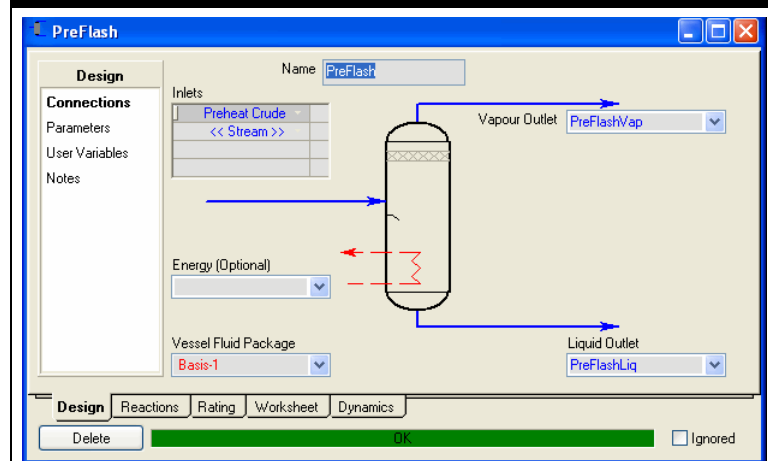 PreFlash
Design
Connections
Parameters
User Variables
Notes
Name PreFlash
Inlets
Preheat Crude
<< Stream >>
Vapour Outlet PreFlashVap
Energy (Optional)
Vessel Fluid Package
Basis-1
Liquid Outlet
PreFlashLiq
Design Reactions Rating Worksheet Dynamics
Delete OK Ignored